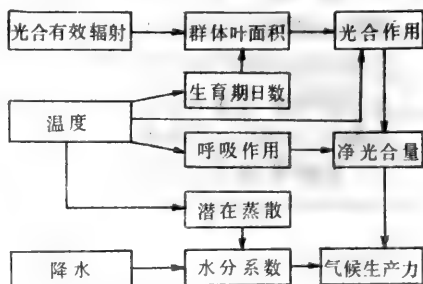 光合有效辐射
群体叶面积
光合作用
生育期日数
温度
呼吸作用
净光合量
潜在蒸散
降水
水分系数
气候生产力